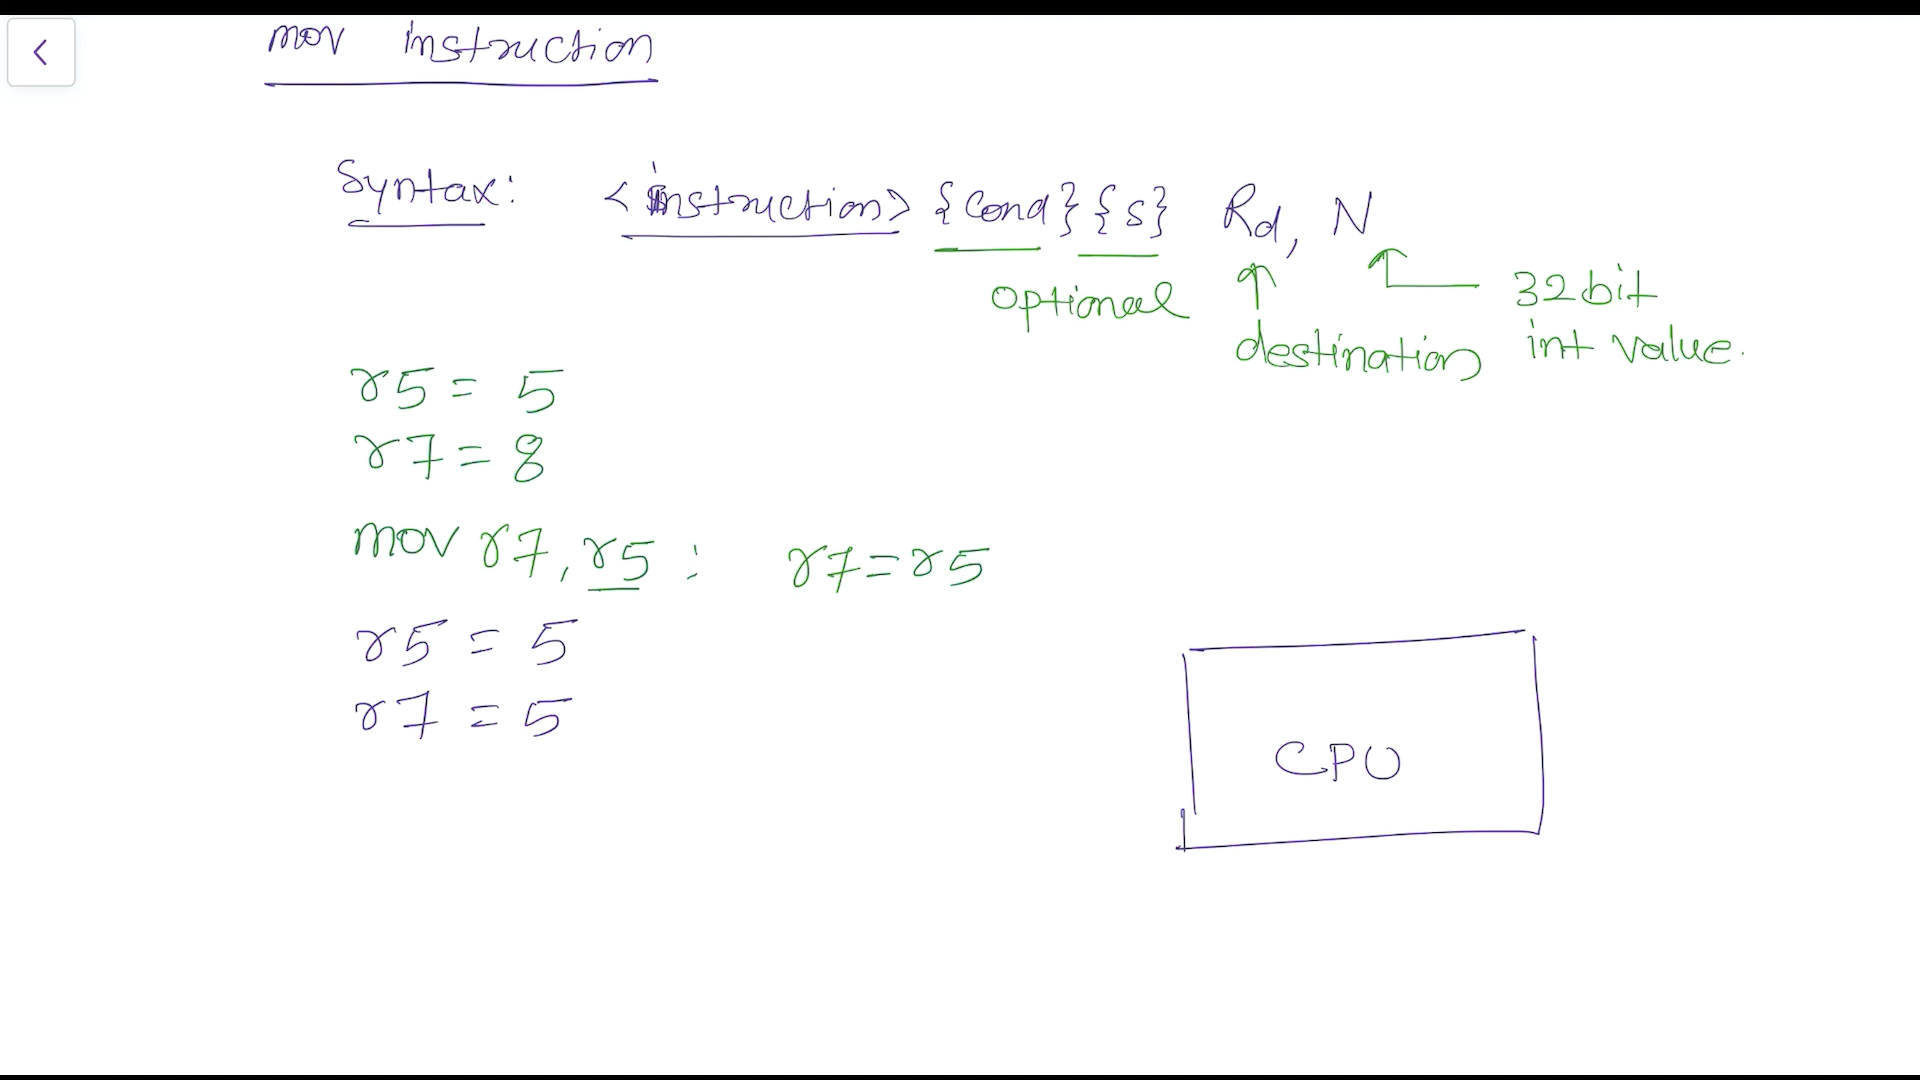 mov instruction
Syntax: <instruction> {cond} {s} Rd, N
optional
destination
32 bit
int value.
r5 = 5
r7 = 8
mov r7, r5 : r7 = r5
r5 = 5
r7 = 5
CPU